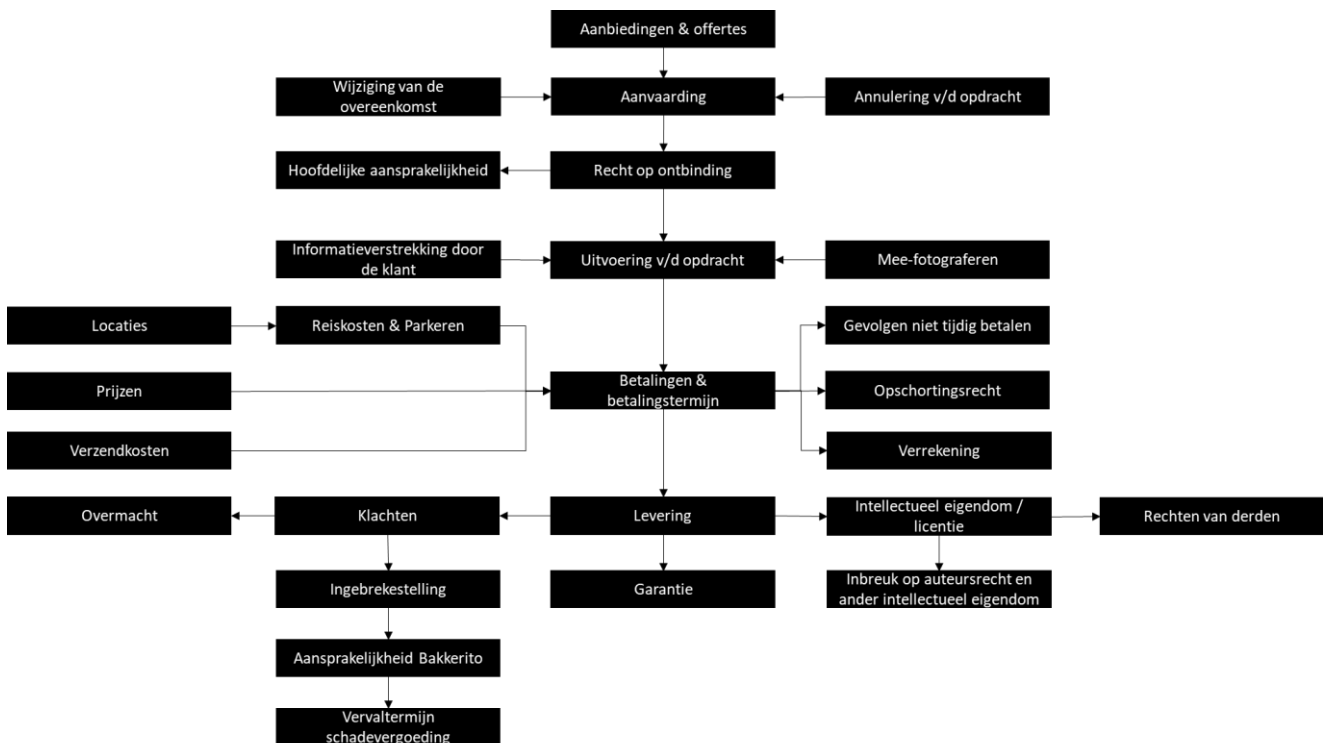 Aanbiedingen & offertes
Wijziging van de
overeenkomst
Aanvaarding
Annulering v/d opdracht
Hoofdelijke aansprakelijkheid
Recht op ontbinding
Informatieverstrekking door
de klant
Uitvoering v/d opdracht
Mee-fotograferen
Locaties
Reiskosten & Parkeren
Gevolgen niet tijdig betalen
Prijzen
Betalingen &
betalingstermijn
Opschortingsrecht
Verzendkosten
Verrekening
Overmacht
Klachten
Levering
Intellectueel eigendom /
licentie
Rechten van derden
Ingebrekestelling
Garantie
Inbreuk op auteursrecht en
ander intellectueel eigendom
Aansprakelijkheid Bakkerito
Vervaltermijn
schadevergoeding